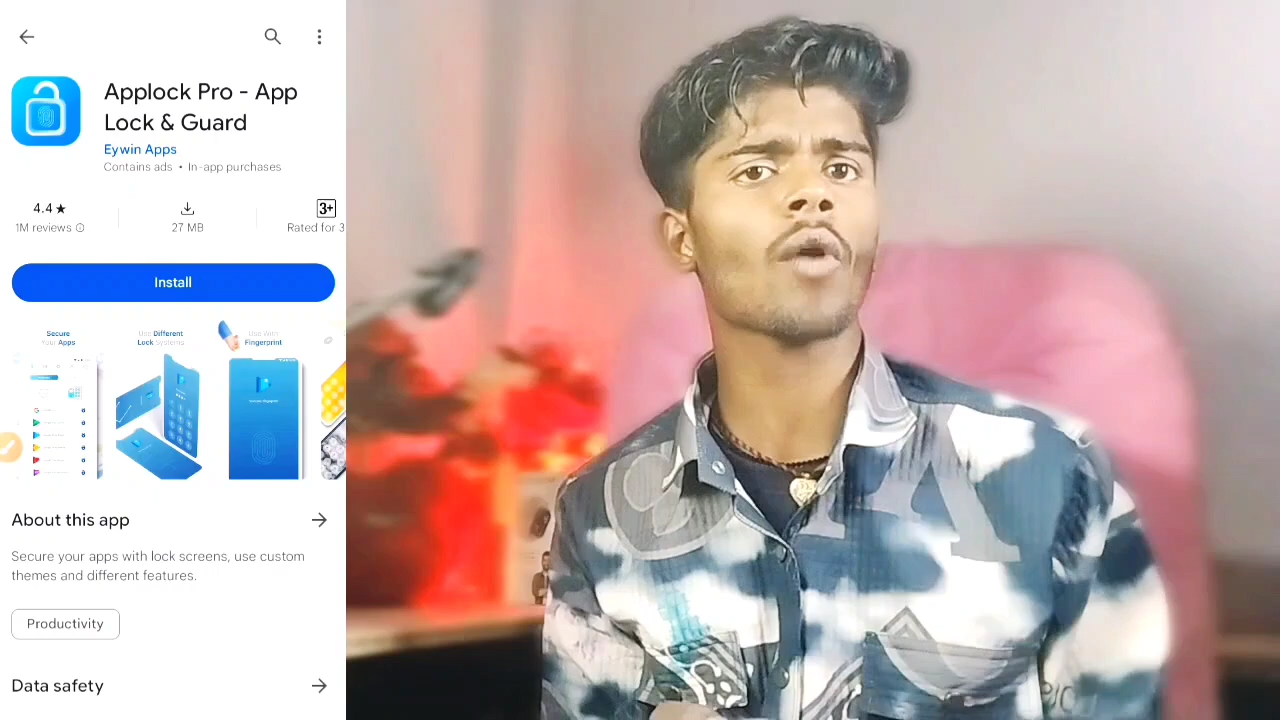 Applock Pro - App
Lock & Guard
Eywin Apps
Contains ads • In-app purchases
4.4★
1M reviews
27 MB
3+
Rated for 3
Install
Secure
Your Apps
Use Different
Lock Systems
Use With
Fingerprint
About this app
Secure your apps with lock screens, use custom
themes and different features.
Productivity
Data safety